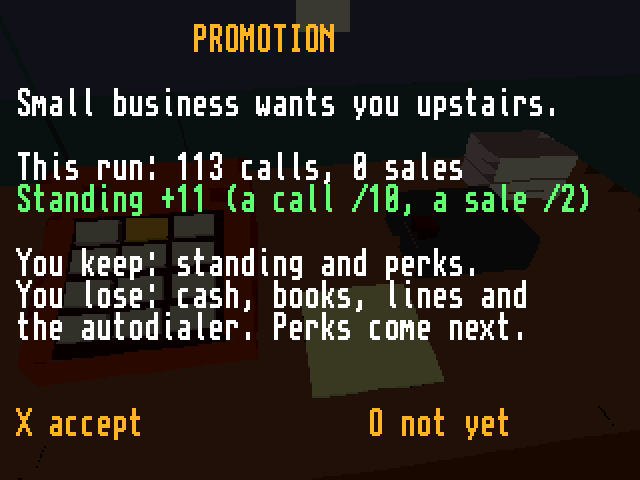 PROMOTION
Small business wants you upstairs.
This run: 113 calls, 0 sales
Standing +11 (a call /10, a sale /2)
You keep: standing and perks.
You lose: cash, books, lines and
the autodialer. Perks come next.
X accept
O not yet